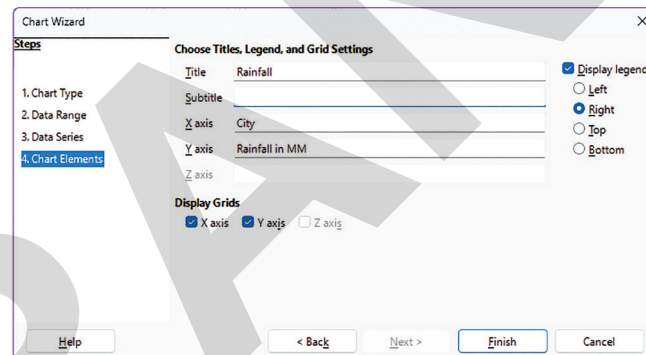 Chart Wizard
Steps
1. Chart Type
2. Data Range
3. Data Series
4. Chart Elements
Choose Titles, Legend, and Grid Settings
Title Rainfall
Subtitle
X axis City
Y axis Rainfall in MM
Z axis
Display legend
Left
Right
Top
Bottom
Display Grids
X axis Y axis Z axis
Help < Back Next > Finish Cancel